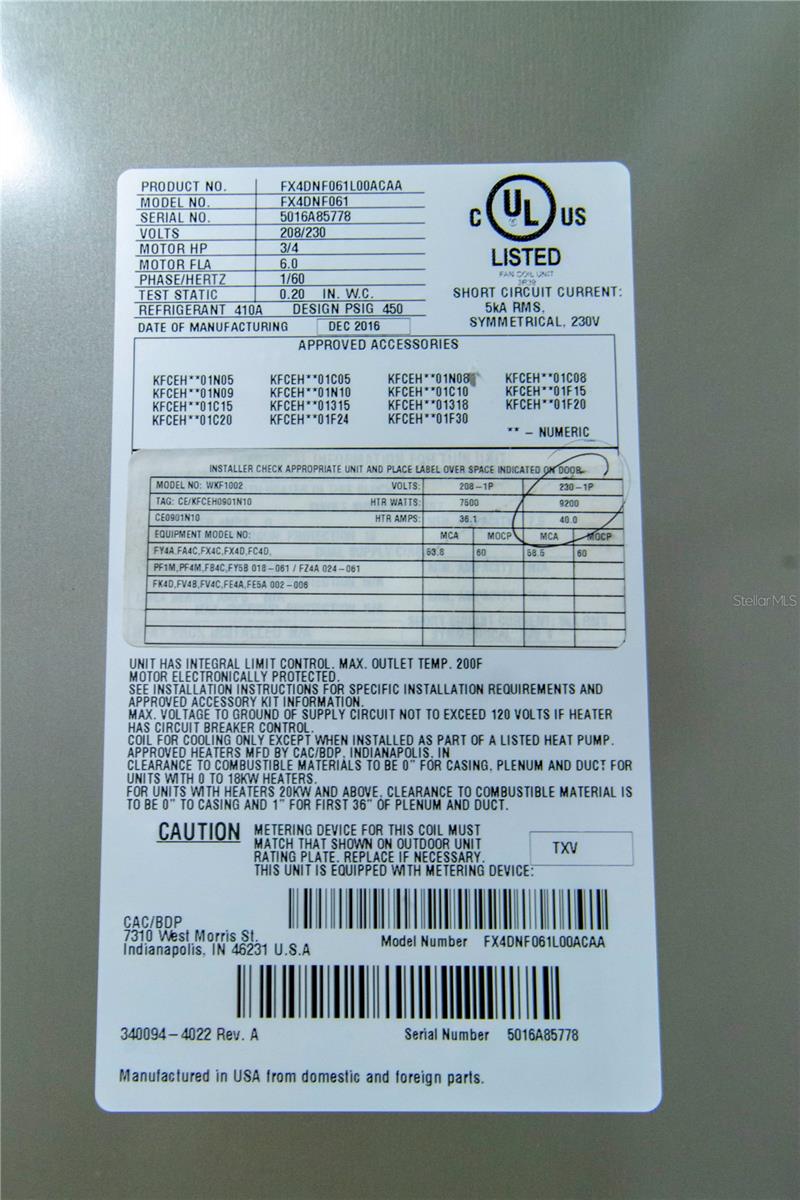 PRODUCT NO. FX4DNF061L00ACAA
MODEL NO. FX4DNF061
SERIAL NO. 5016A85778
VOLTS 208/230
MOTOR HP 3/4
MOTOR FLA 6.0
PHASE/HERTZ 1/60
TEST STATIC 0.20 IN. W.C.
REFRIGERANT 410A DESIGN PSIG 450
DATE OF MANUFACTURING DEC 2016
C UL US
LISTED
FAN COIL UNIT
SHORT CIRCUIT CURRENT:
5kA RMS,
SYMMETRICAL, 230V
APPROVED ACCESSORIES
KFCEH**01N05 KFCEH**01C05 KFCEH**01N08 KFCEH**01C08
KFCEH**01N09 KFCEH**01N10 KFCEH**01C10 KFCEH**01F15
KFCEH**01C15 KFCEH**01315 KFCEH**01318 KFCEH**01F20
KFCEH**01C20 KFCEH**01F24 KFCEH**01F30
** - NUMERIC
INSTALLER CHECK APPROPRIATE UNIT AND PLACE LABEL OVER SPACE INDICATED ON DOOR.
MODEL NO: WKF1002 VOLTS: 208-1P 230-1P
TAG: CE/KFCEH0901N10 HTR WATTS: 7500 9200
CE0901N10 HTR AMPS: 36.1 40.0
EQUIPMENT MODEL NO: MCA MOCP MCA MOCP
FY4A,FA4C,FX4C,FX4D,FC4D, 53.8 60 58.5 60
PF1M,PF4M,FB4C,FY5B 018-061 / FZ4A 024-061
FK4D,FV4B,FV4C,FE4A,FE5A 002-006
UNIT HAS INTEGRAL LIMIT CONTROL. MAX. OUTLET TEMP. 200F
MOTOR ELECTRONICALLY PROTECTED.
SEE INSTALLATION INSTRUCTIONS FOR SPECIFIC INSTALLATION REQUIREMENTS AND
APPROVED ACCESSORY KIT INFORMATION.
MAX. VOLTAGE TO GROUND OF SUPPLY CIRCUIT NOT TO EXCEED 120 VOLTS IF HEATER
HAS CIRCUIT BREAKER CONTROL.
COIL FOR COOLING ONLY EXCEPT WHEN INSTALLED AS PART OF A LISTED HEAT PUMP.
APPROVED HEATERS MFD BY CAC/BDP, INDIANAPOLIS, IN
CLEARANCE TO COMBUSTIBLE MATERIALS TO BE 0" FOR CASING, PLENUM AND DUCT FOR
UNITS WITH 0 TO 18KW HEATERS.
FOR UNITS WITH HEATERS 20KW AND ABOVE, CLEARANCE TO COMBUSTIBLE MATERIAL IS
TO BE 0" TO CASING AND 1" FOR FIRST 36" OF PLENUM AND DUCT.
CAUTION METERING DEVICE FOR THIS COIL MUST
MATCH THAT SHOWN ON OUTDOOR UNIT
RATING PLATE. REPLACE IF NECESSARY.
THIS UNIT IS EQUIPPED WITH METERING DEVICE: TXV
CAC/BDP
7310 West Morris St.
Indianapolis, IN 46231 U.S.A
Model Number FX4DNF061L00ACAA
340094-4022 Rev. A Serial Number 5016A85778
Manufactured in USA from domestic and foreign parts.
StellarMLS